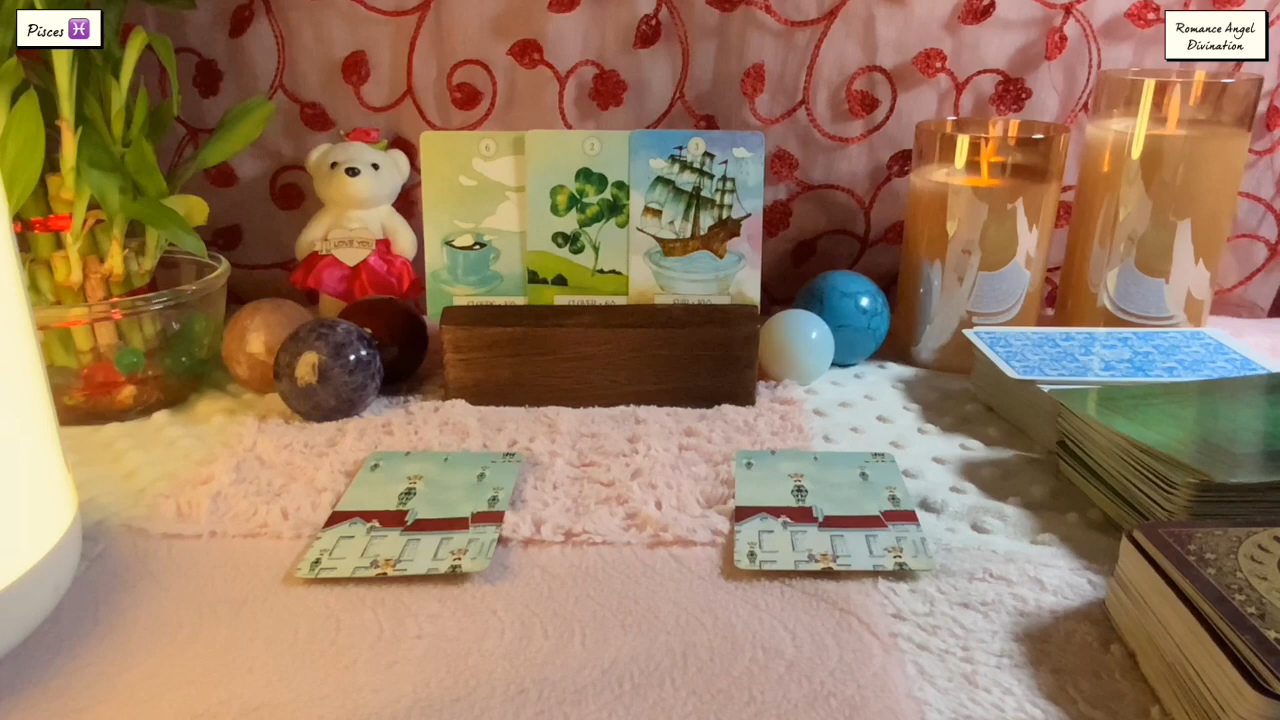 Pisces ♓
Romance Angel
Divination
I LOVE YOU
6
2
3